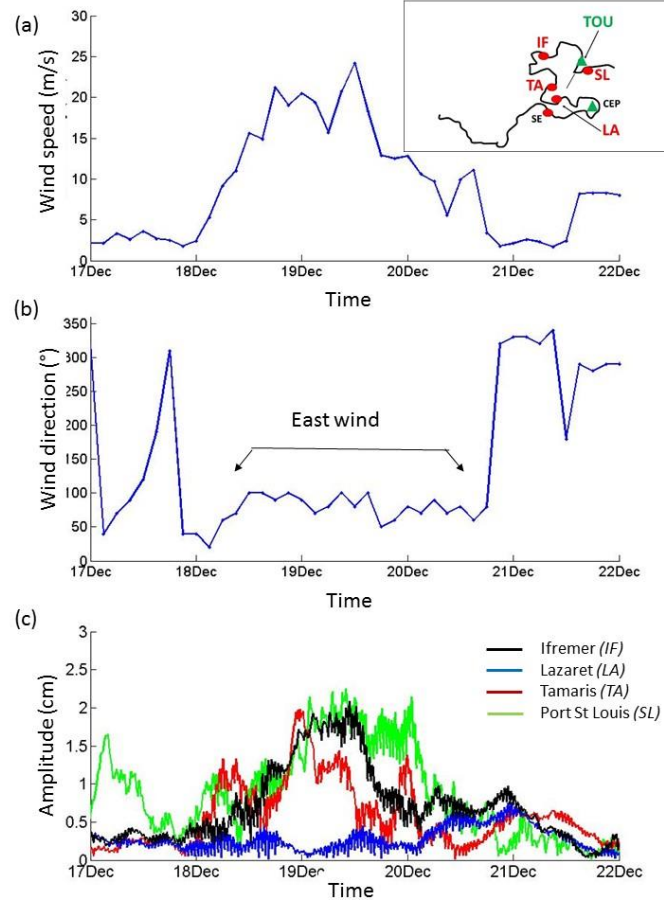 (a)
Wind speed (m/s)
30
25
20
15
10
5
0
17Dec 18Dec 19Dec 20Dec 21Dec 22Dec
Time
IF
TOU
SL
TA
CEP
SE
LA
(b)
Wind direction (°)
350
300
250
200
150
100
50
0
East wind
17Dec 18Dec 19Dec 20Dec 21Dec 22Dec
Time
(c)
Amplitude (cm)
3
2.5
2
1.5
1
0.5
0
Ifremer (IF)
Lazaret (LA)
Tamaris (TA)
Port St Louis (SL)
17Dec 18Dec 19Dec 20Dec 21Dec 22Dec
Time